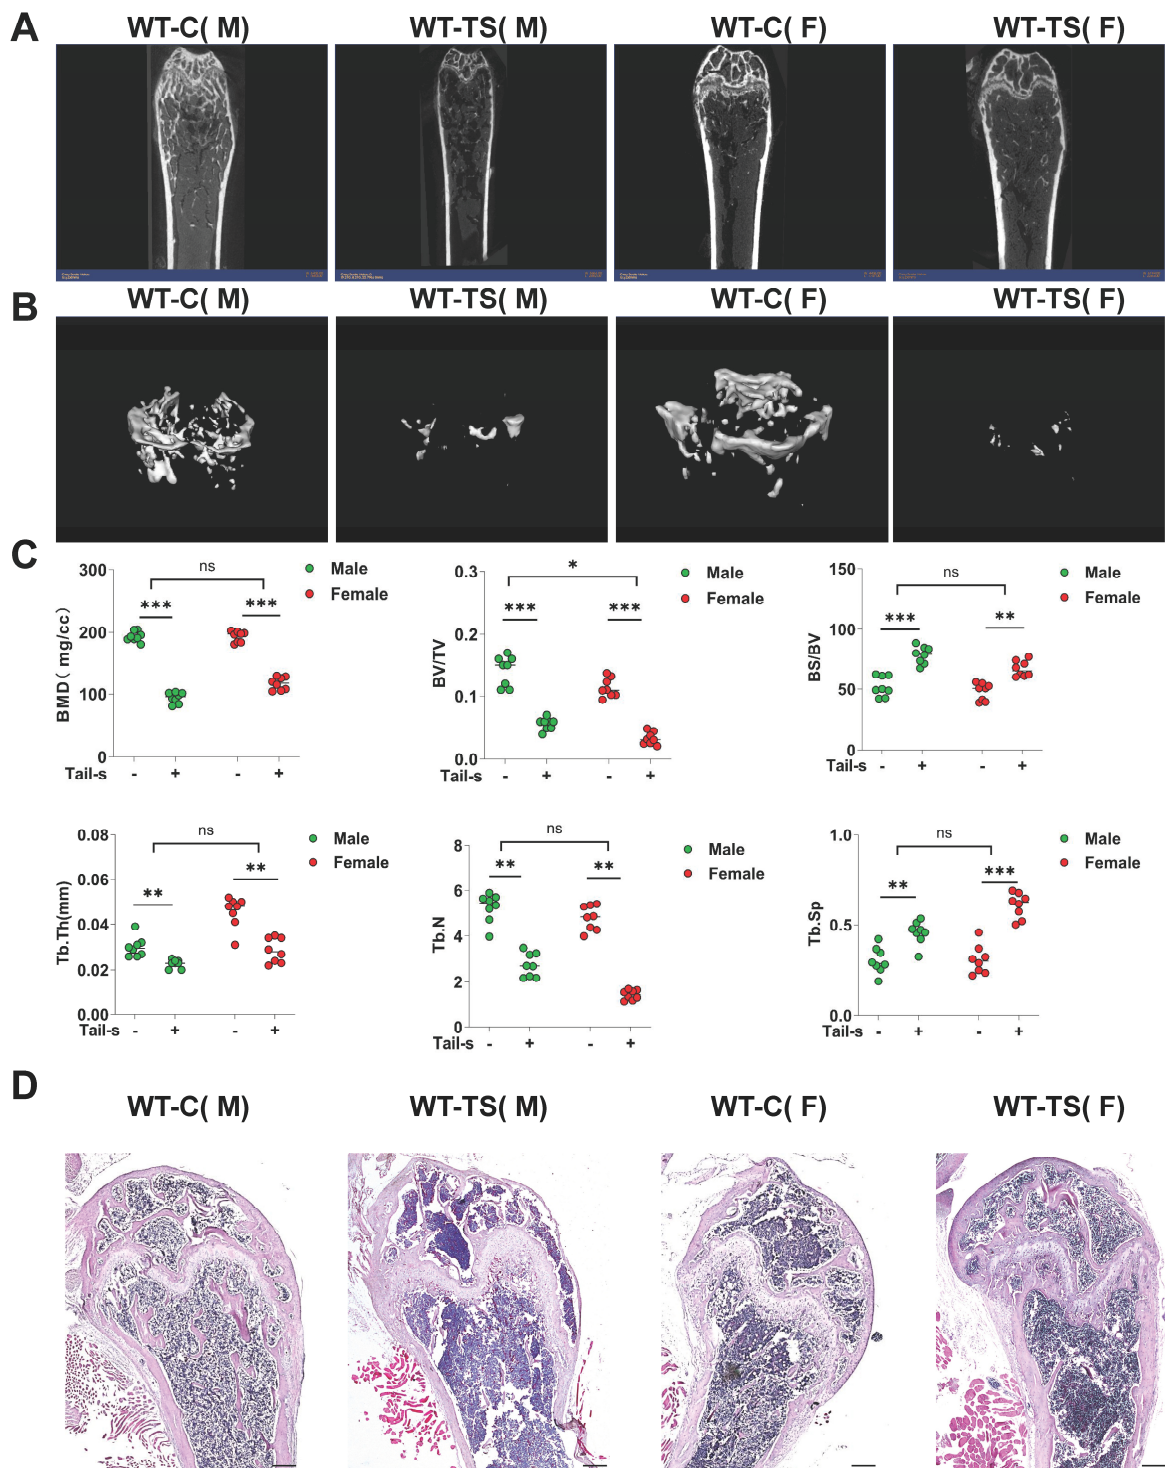 A
WT-C( M)
WT-TS( M)
WT-C( F)
WT-TS( F)
B
WT-C( M)
WT-TS( M)
WT-C( F)
WT-TS( F)
C
300
200
100
0
BMD( mg/cc)
ns
***
***
Male
Female
Tail-s - + - +
0.3
0.2
0.1
0.0
BV/TV
*
***
***
Male
Female
Tail-s - + - +
150
100
50
0
BS/BV
ns
***
**
Male
Female
Tail-s - + - +
0.08
0.06
0.04
0.02
0.00
Tb.Th(mm)
ns
**
**
Male
Female
Tail-s - + - +
8
6
4
2
0
Tb.N
ns
**
**
Male
Female
Tail-s - + - +
1.0
0.5
0.0
Tb.Sp
ns
**
***
Male
Female
Tail-s - + - +
D
WT-C( M)
WT-TS( M)
WT-C( F)
WT-TS( F)